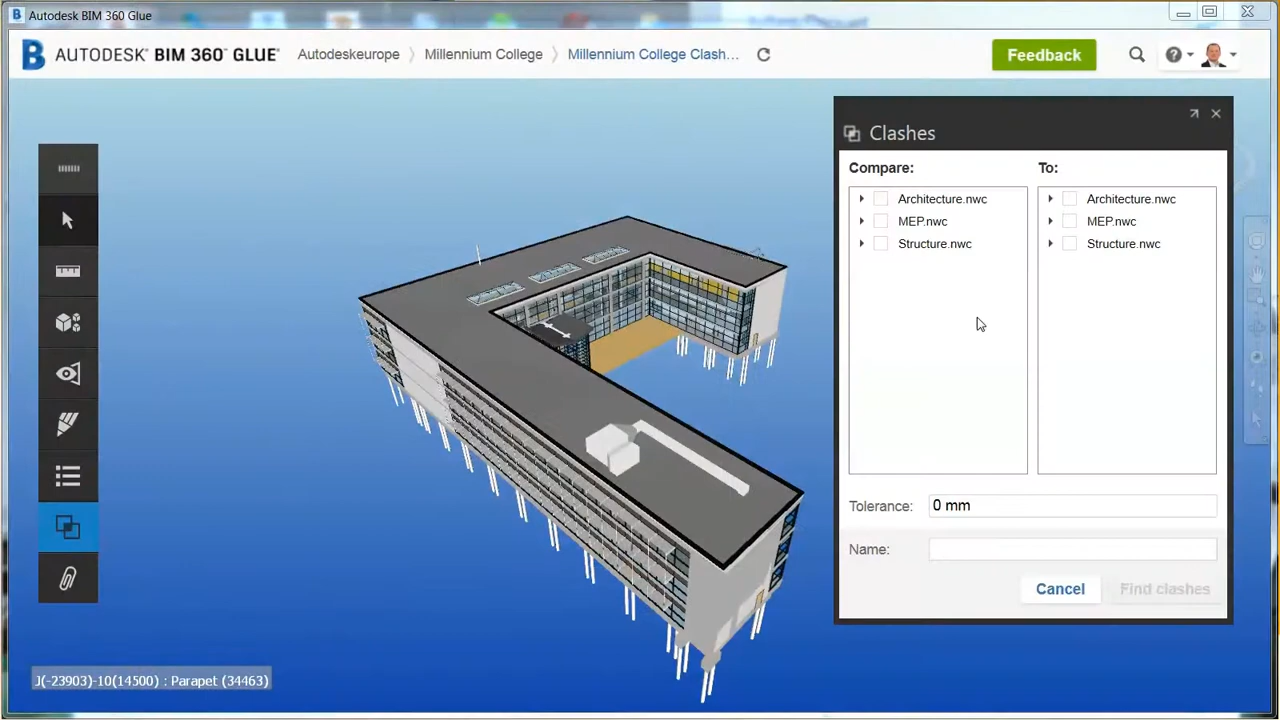 Autodesk BIM 360 Glue
AUTODESK® BIM 360™ GLUE®
Autodeskeurope
Millennium College
Millennium College Clash...
Feedback
Clashes
Compare:
To:
Architecture.nwc
MEP.nwc
Structure.nwc
Architecture.nwc
MEP.nwc
Structure.nwc
Tolerance:
0 mm
Name:
Cancel
Find clashes
J(-23903)-10(14500) : Parapet (34463)